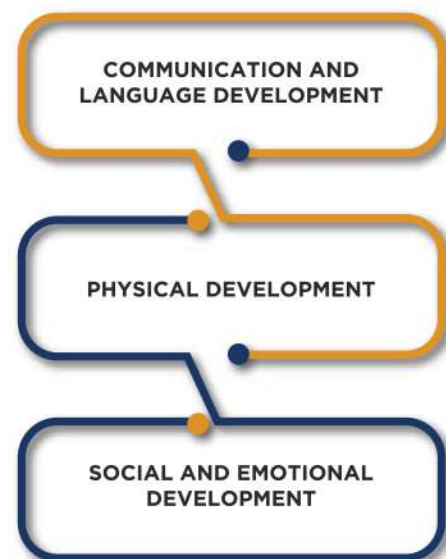 COMMUNICATION AND
LANGUAGE DEVELOPMENT
PHYSICAL DEVELOPMENT
SOCIAL AND EMOTIONAL
DEVELOPMENT